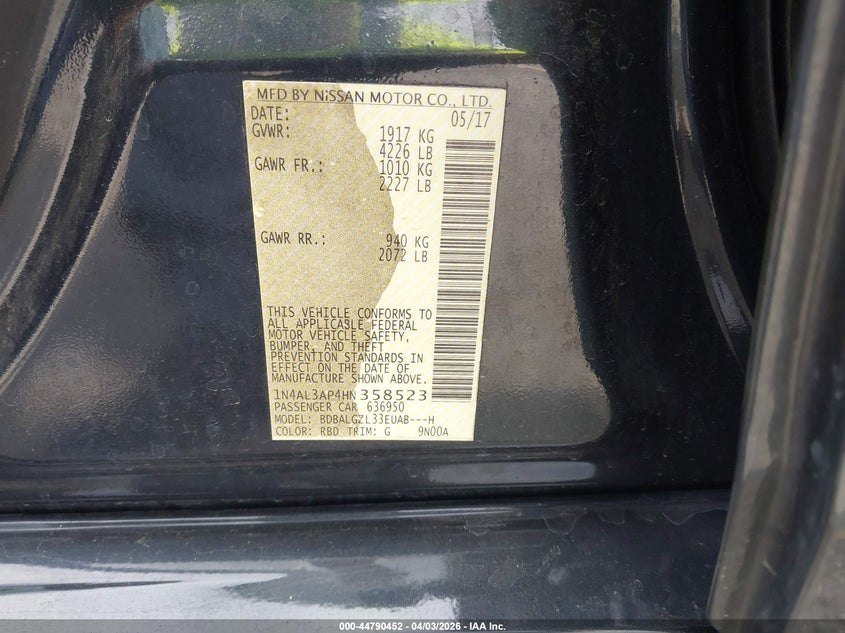 MFD BY NISSAN MOTOR CO., LTD.
DATE: 05/17
GVWR: 1917 KG
4226 LB
GAWR FR.: 1010 KG
2227 LB
GAWR RR.: 940 KG
2072 LB
THIS VEHICLE CONFORMS TO
ALL APPLICABLE FEDERAL
MOTOR VEHICLE SAFETY,
BUMPER, AND THEFT
PREVENTION STANDARDS IN
EFFECT ON THE DATE OF
MANUFACTURE SHOWN ABOVE.
1N4AL3AP4HN358523
PASSENGER CAR 636950
MODEL: BDBALGZL33EUAB---H
COLOR: RBD TRIM: G 9N00A
000-44790452 - 04/03/2026 - IAA Inc.